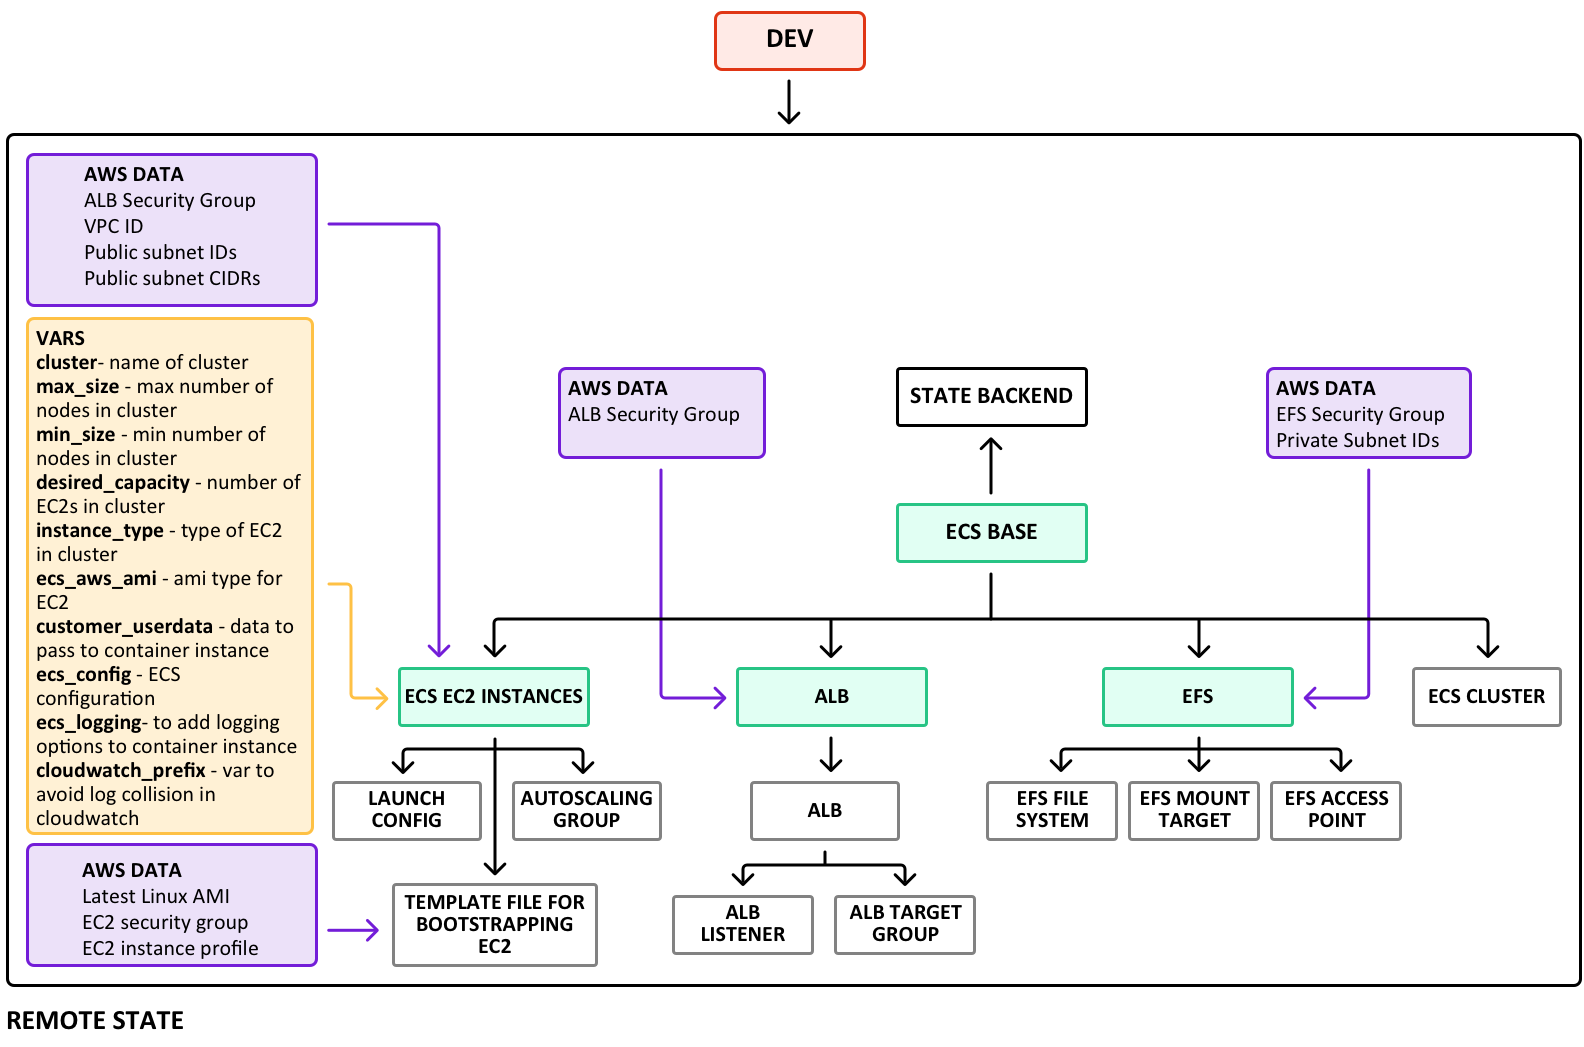 DEV
AWS DATA
ALB Security Group
VPC ID
Public subnet IDs
Public subnet CIDRs
VARS
cluster- name of cluster
max_size - max number of
nodes in cluster
min_size - min number of
nodes in cluster
desired_capacity - number of
EC2s in cluster
instance_type - type of EC2
in cluster
ecs_aws_ami - ami type for
EC2
customer_userdata - data to
pass to container instance
ecs_config - ECS
configuration
ecs_logging- to add logging
options to container instance
cloudwatch_prefix - var to
avoid log collision in
cloudwatch
AWS DATA
Latest Linux AMI
EC2 security group
EC2 instance profile
AWS DATA
ALB Security Group
STATE BACKEND
AWS DATA
EFS Security Group
Private Subnet IDs
ECS BASE
ECS EC2 INSTANCES
ALB
EFS
ECS CLUSTER
LAUNCH
CONFIG
AUTOSCALING
GROUP
ALB
EFS FILE
SYSTEM
EFS MOUNT
TARGET
EFS ACCESS
POINT
TEMPLATE FILE FOR
BOOTSTRAPPING
EC2
ALB
LISTENER
ALB TARGET
GROUP
REMOTE STATE